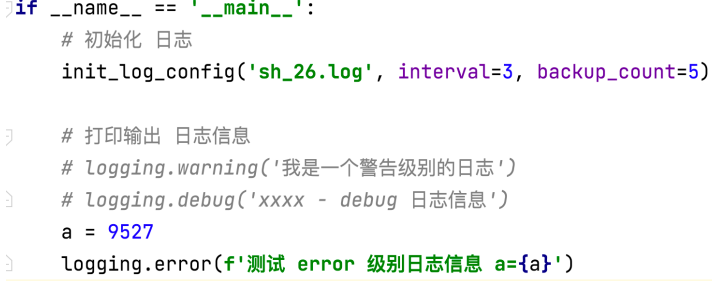 if __name__ == '__main__':
    # 初始化 日志
    init_log_config('sh_26.log', interval=3, backup_count=5)
    # 打印输出 日志信息
    # logging.warning('我是一个警告级别的日志')
    # logging.debug('xxxx - debug 日志信息')
    a = 9527
    logging.error(f'测试 error 级别日志信息 a={a}')